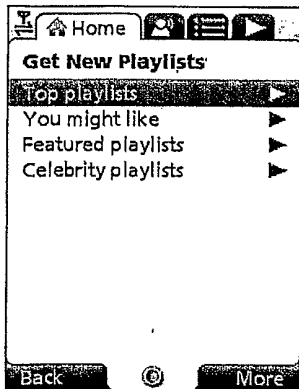 Home
Get New Playlists
Top playlists
You might like
Featured playlists
Celebrity playlists
Back More